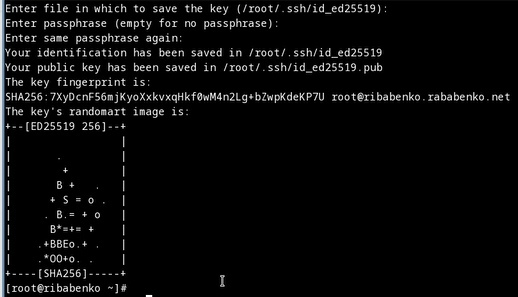 Enter file in which to save the key (/root/.ssh/id_ed25519):
Enter passphrase (empty for no passphrase):
Enter same passphrase again:
Your identification has been saved in /root/.ssh/id_ed25519
Your public key has been saved in /root/.ssh/id_ed25519.pub
The key fingerprint is:
SHA256:7XyDcnF56mjKyoXxkvxqHkf0wM4n2Lg+bZwpKdeKP7U root@ribabenko.rababenko.net
The key's randomart image is:
+--[ED25519 256]--+
|                 |
|       .         |
|        +        |
|       B +   .   |
|      + S = o .  |
|     . B.= + o   |
|      B*=+= +    |
|    .+BBEo.+ .   |
|    .*OO+o. .    |
+----[SHA256]-----+
[root@ribabenko ~]#